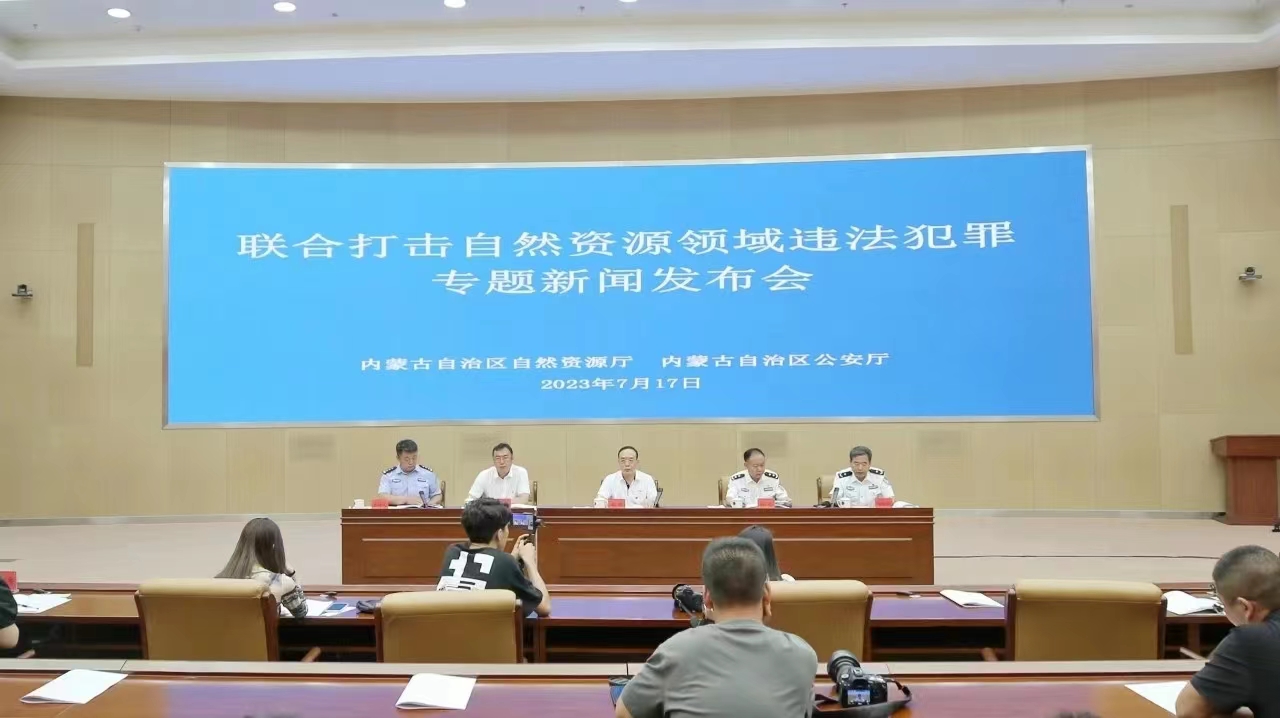 联合打击自然资源领域违法犯罪
专题新闻发布会
内蒙古自治区自然资源厅 内蒙古自治区公安厅
2023年7月17日